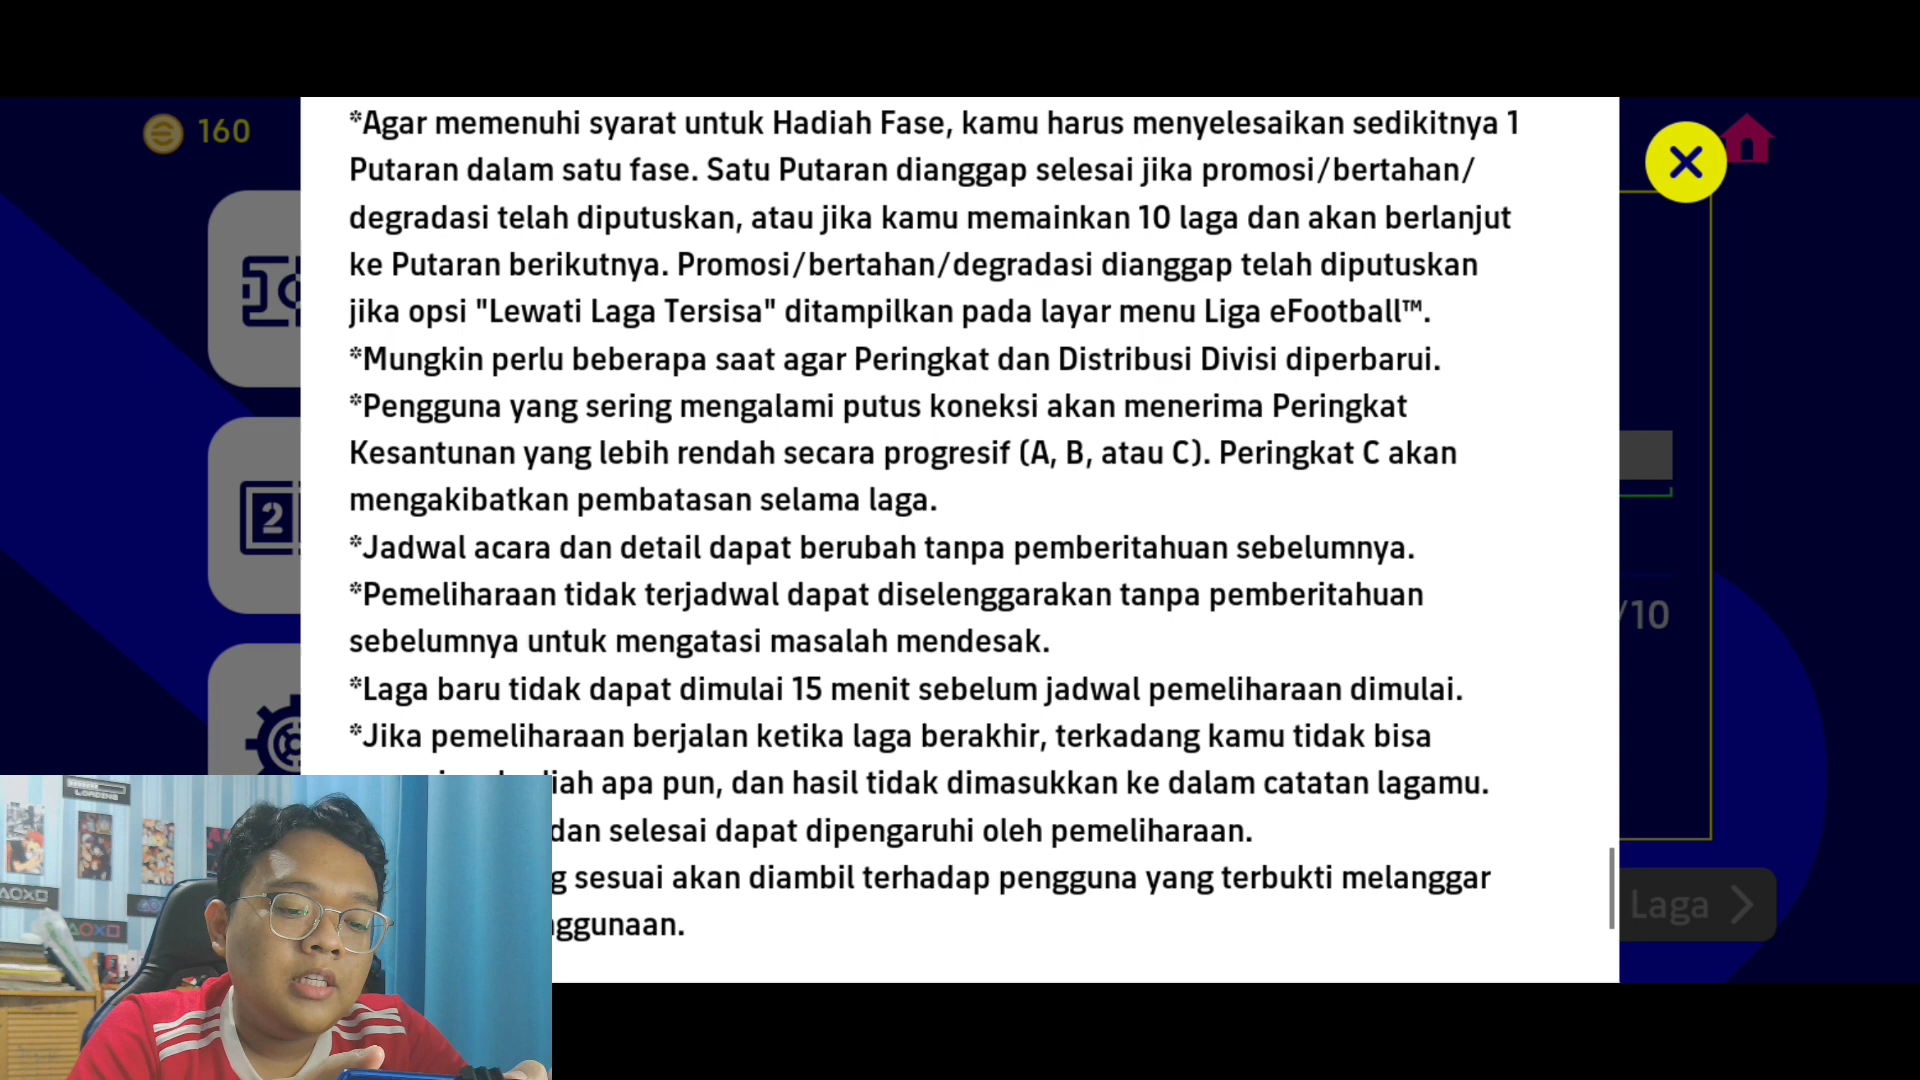 160
*Agar memenuhi syarat untuk Hadiah Fase, kamu harus menyelesaikan sedikitnya 1
Putaran dalam satu fase. Satu Putaran dianggap selesai jika promosi/bertahan/
degradasi telah diputuskan, atau jika kamu memainkan 10 laga dan akan berlanjut
ke Putaran berikutnya. Promosi/bertahan/degradasi dianggap telah diputuskan
jika opsi "Lewati Laga Tersisa" ditampilkan pada layar menu Liga eFootball™.
*Mungkin perlu beberapa saat agar Peringkat dan Distribusi Divisi diperbarui.
*Pengguna yang sering mengalami putus koneksi akan menerima Peringkat
Kesantunan yang lebih rendah secara progresif (A, B, atau C). Peringkat C akan
mengakibatkan pembatasan selama laga.
*Jadwal acara dan detail dapat berubah tanpa pemberitahuan sebelumnya.
*Pemeliharaan tidak terjadwal dapat diselenggarakan tanpa pemberitahuan
sebelumnya untuk mengatasi masalah mendesak.
*Laga baru tidak dapat dimulai 15 menit sebelum jadwal pemeliharaan dimulai.
*Jika pemeliharaan berjalan ketika laga berakhir, terkadang kamu tidak bisa
apa pun, dan hasil tidak dimasukkan ke dalam catatan lagamu.
dan selesai dapat dipengaruhi oleh pemeliharaan.
sesuai akan diambil terhadap pengguna yang terbukti melanggar
2
/10
Laga
LOADING